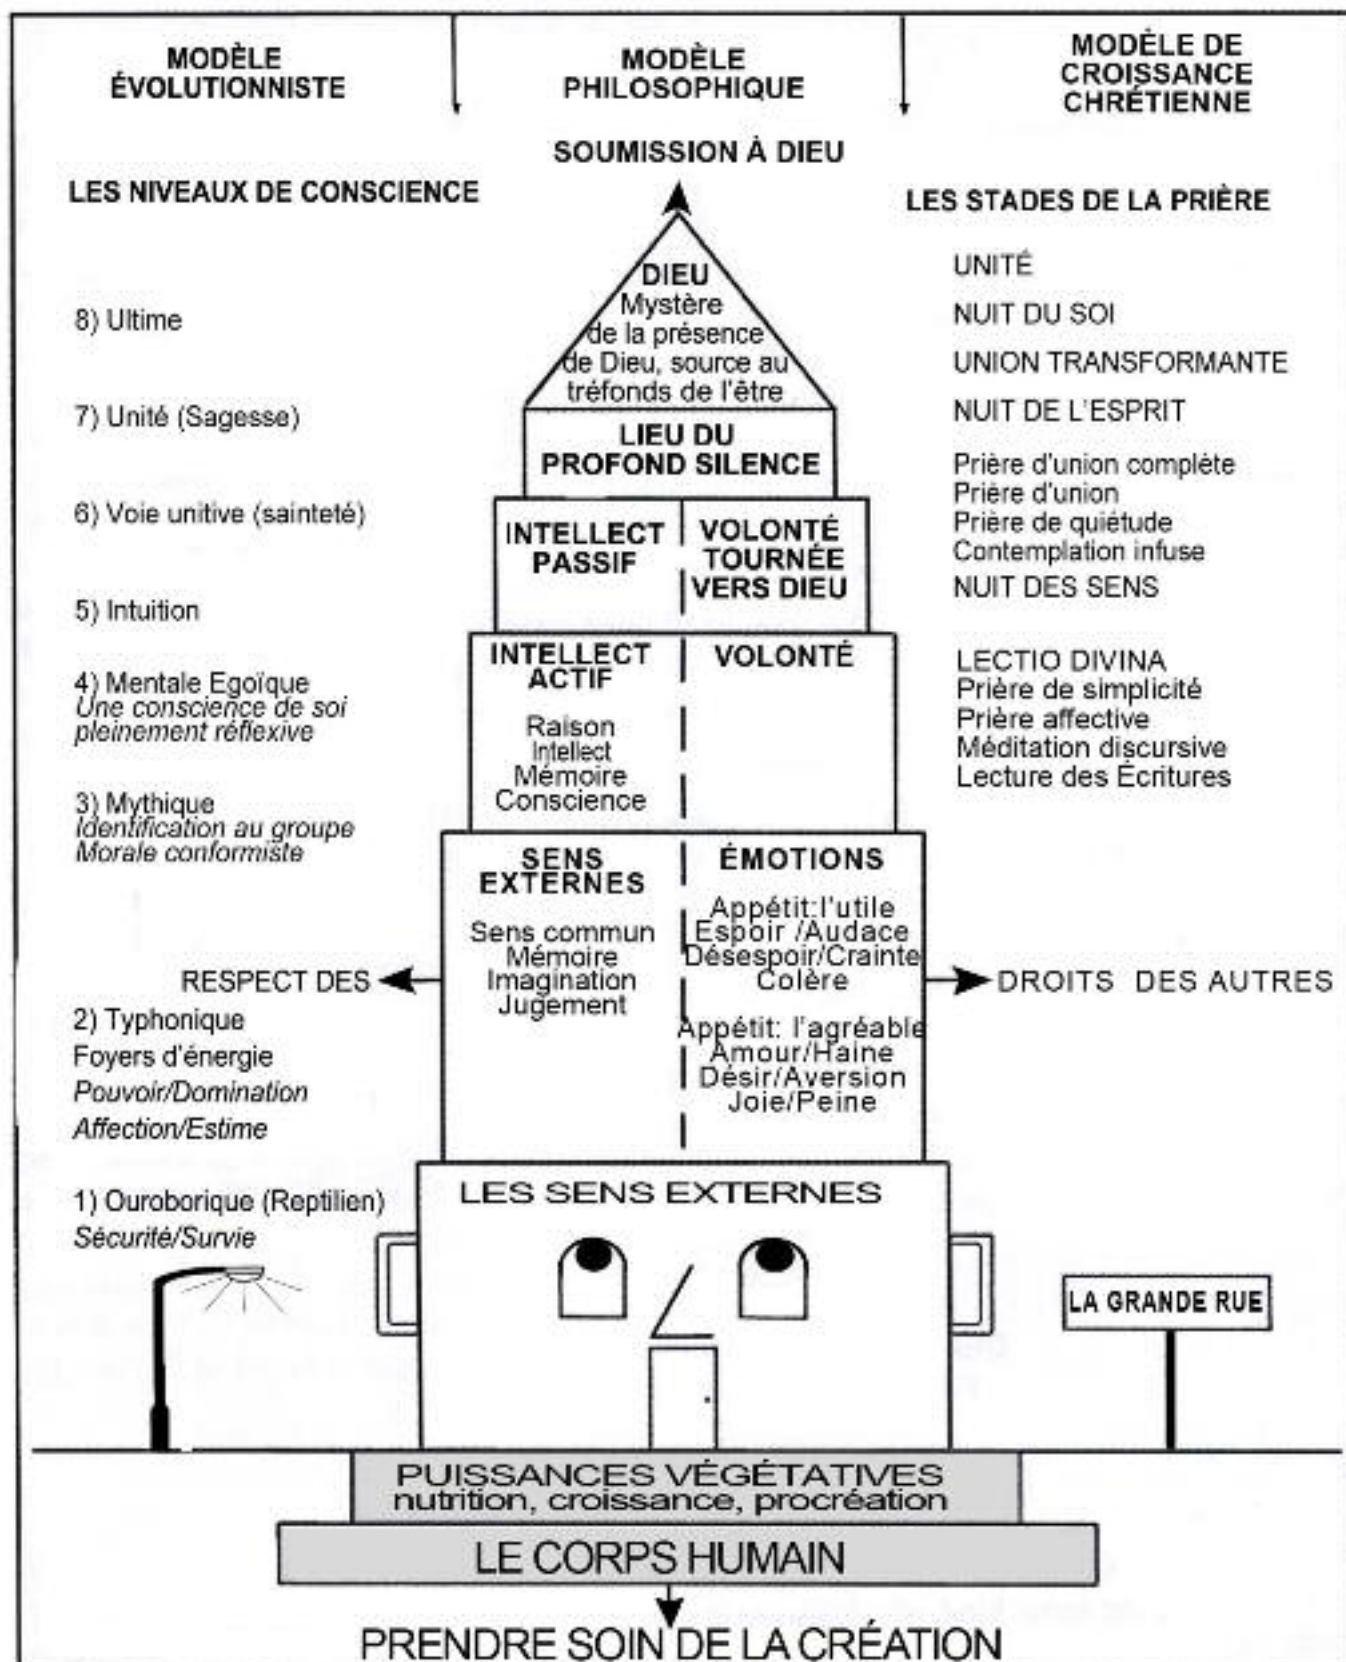 MODÈLE
ÉVOLUTIONNISTE
MODÈLE
PHILOSOPHIQUE
MODÈLE DE
CROISSANCE
CHRÉTIENNE
SOUMISSION À DIEU
LES NIVEAUX DE CONSCIENCE
8) Ultime
7) Unité (Sagesse)
6) Voie unitive (sainteté)
5) Intuition
4) Mentale Egoïque
Une conscience de soi
pleinement réflexive
3) Mythique
Identification au groupe
Morale conformiste
RESPECT DES
2) Typhonique
Foyers d'énergie
Pouvoir/Domination
Affection/Estime
1) Ouroborique (Reptilien)
Sécurité/Survie
DIEU
Mystère
de la présence
de Dieu, source au
tréfonds de l'être
LIEU DU
PROFOND SILENCE
INTELLECT
PASSIF
VOLONTÉ
TOURNÉE
VERS DIEU
INTELLECT
ACTIF
Raison
Intellect
Mémoire
Conscience
VOLONTÉ
SENS
EXTERNES
Sens commun
Mémoire
Imagination
Jugement
ÉMOTIONS
Appétit:l'utile
Espoir /Audace
Désespoir/Crainte
Colère
Appétit: l'agréable
Amour/Haine
Désir/Aversion
Joie/Peine
LES SENS EXTERNES
LES STADES DE LA PRIÈRE
UNITÉ
NUIT DU SOI
UNION TRANSFORMANTE
NUIT DE L'ESPRIT
Prière d'union complète
Prière d'union
Prière de quiétude
Contemplation infuse
NUIT DES SENS
LECTIO DIVINA
Prière de simplicité
Prière affective
Méditation discursive
Lecture des Écritures
DROITS DES AUTRES
LA GRANDE RUE
PUISSANCES VÉGÉTATIVES
nutrition, croissance, procréation
LE CORPS HUMAIN
PRENDRE SOIN DE LA CRÉATION